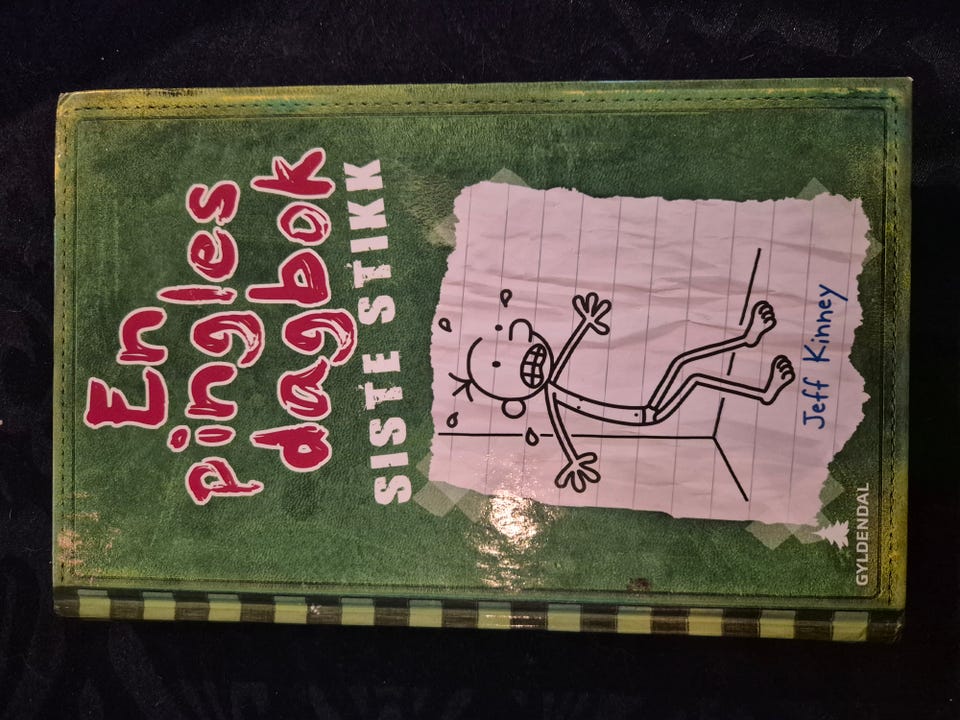 En
pingles
dagbok
SISTE STIKK
Jeff Kinney
GYLDENDAL